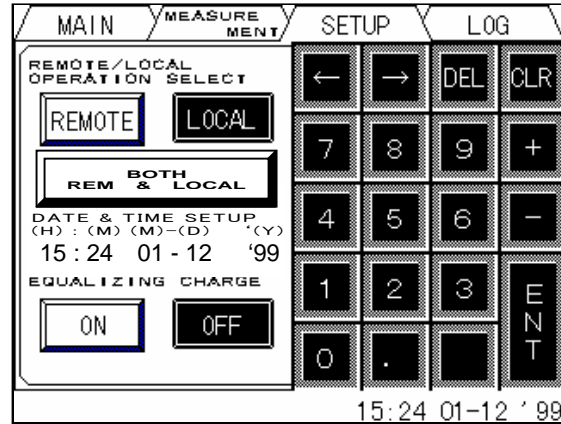 MAIN MEASUREMENT SETUP LOG
REMOTE/LOCAL
OPERATION SELECT
REMOTE LOCAL
BOTH
REM & LOCAL
DATE & TIME SETUP
(H) : (M) (M)-(D) '(Y)
15 : 24 01 - 12 ‘99
EQUALIZING CHARGE
ON OFF
← → DEL CLR
7 8 9 +
4 5 6 -
1 2 3 ENT
0 .
15:24 01-12 '99